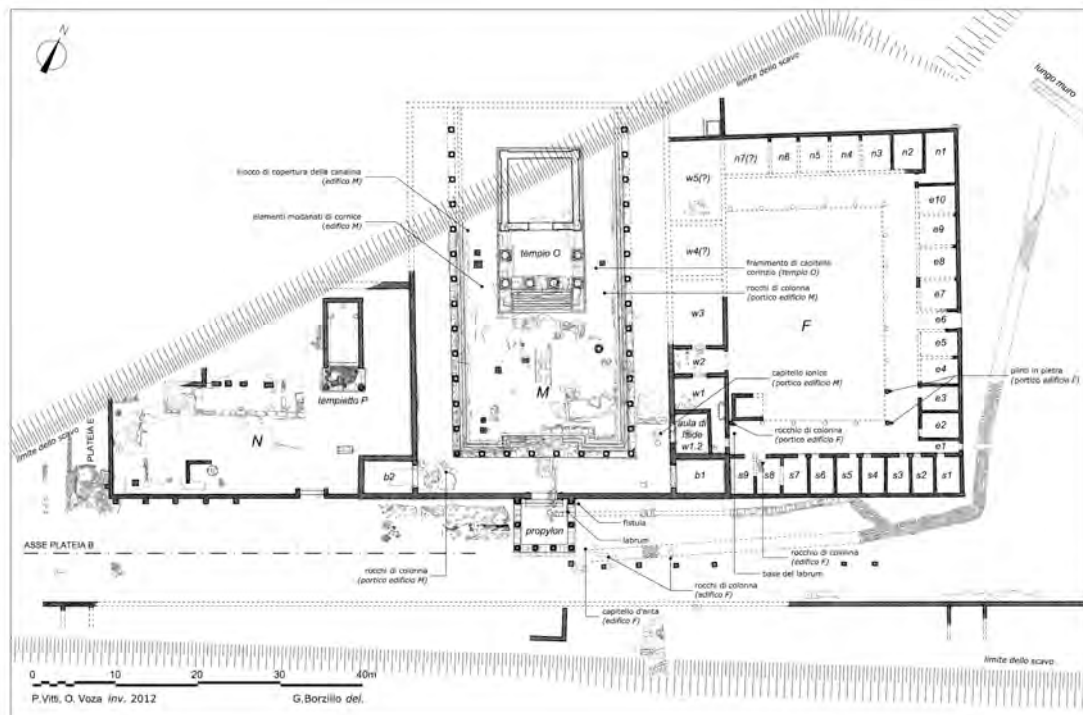 N
limite dello scavo
lungo muro
n7(?)
n6
n5
n4
n3
n2
n1
blocco di copertura della canalina
(edificio M)
w5(?)
e10
elementi modanati di cornice
(edificio M)
e9
tempio O
w4(?)
frammento di capitello
corinzio (tempio O)
e8
rocchi di colonna
(portico edificio M)
e7
w3
F
e6
w2
e5
e4
capitello ionico
(portico edificio M)
plinti in pietra
(portico edificio F)
tempietto P
M
w1
e3
limite dello scavo
PLATEIA E
N
aula di
Iside
w1.2
rocchio di colonna
(portico edificio F)
e2
e1
b2
b1
s9
s8
s7
s6
s5
s4
s3
s2
s1
propylon
fistula
labrum
ASSE PLATEIA B
rocchi di colonna
(portico edificio M)
rocchio di colonna
(edificio F)
base del labrum
rocchi di colonna
(edificio F)
capitello d'anta
(edificio F)
limite dello scavo
0 10 20 40m
P.Vitti, O. Voza inv. 2012 G.Borzillo del.